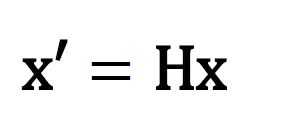 x′ = Hx